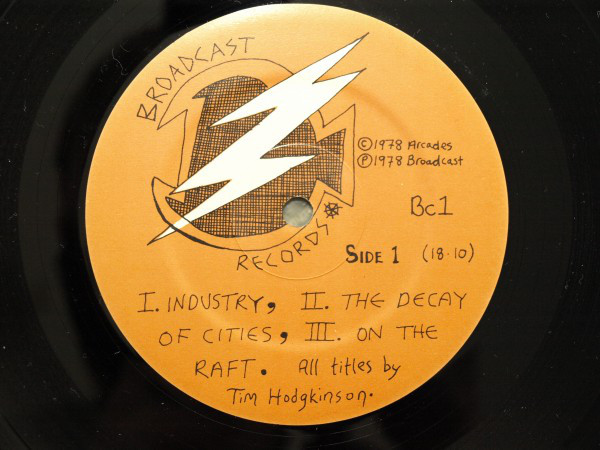 BROADCAST
RECORDS
©1978 Arcades
℗1978 Broadcast
Bc1
SIDE 1 (18·10)
I. INDUSTRY, II. THE DECAY
OF CITIES, III. ON THE
RAFT. All titles by
Tim Hodgkinson.